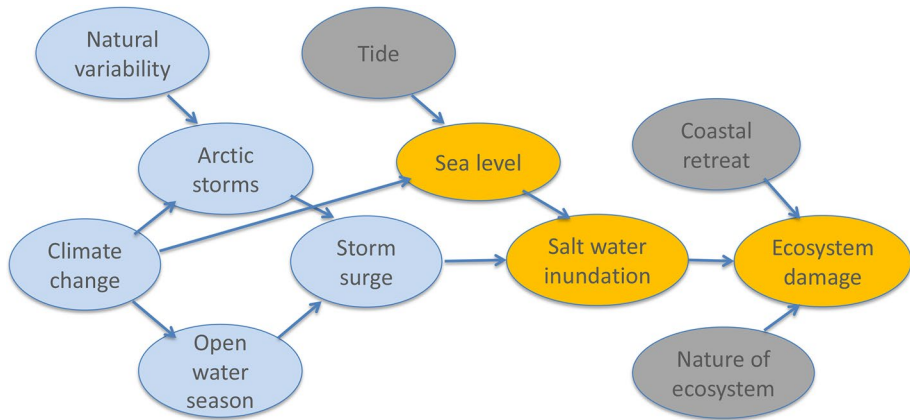 Natural
variability
Tide
Arctic
storms
Sea level
Coastal
retreat
Climate
change
Storm
surge
Salt water
inundation
Ecosystem
damage
Open
water
season
Nature of
ecosystem